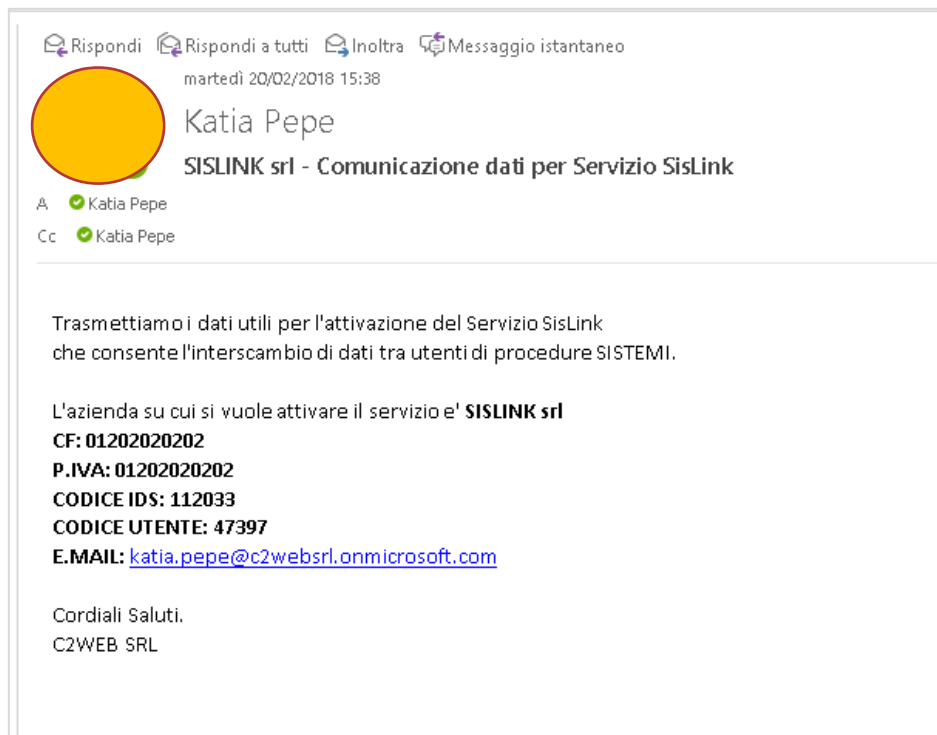 Rispondi Rispondi a tutti Inoltra Messaggio istantaneo
martedì 20/02/2018 15:38
Katia Pepe
SISLINK srl - Comunicazione dati per Servizio SisLink
A Katia Pepe
Cc Katia Pepe
Trasmettiamo i dati utili per l'attivazione del Servizio SisLink
che consente l'interscambio di dati tra utenti di procedure SISTEMI.
L'azienda su cui si vuole attivare il servizio e' SISLINK srl
CF: 01202020202
P.IVA: 01202020202
CODICE IDS: 112033
CODICE UTENTE: 47397
E.MAIL: katia.pepe@c2websrl.onmicrosoft.com
Cordiali Saluti.
C2WEB SRL